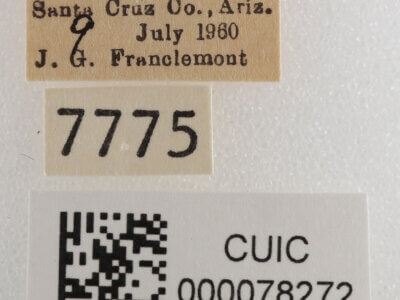 Santa Cruz Co., Ariz.
9 July 1960
J. G. Franclemont
7775
CUIC
000078272